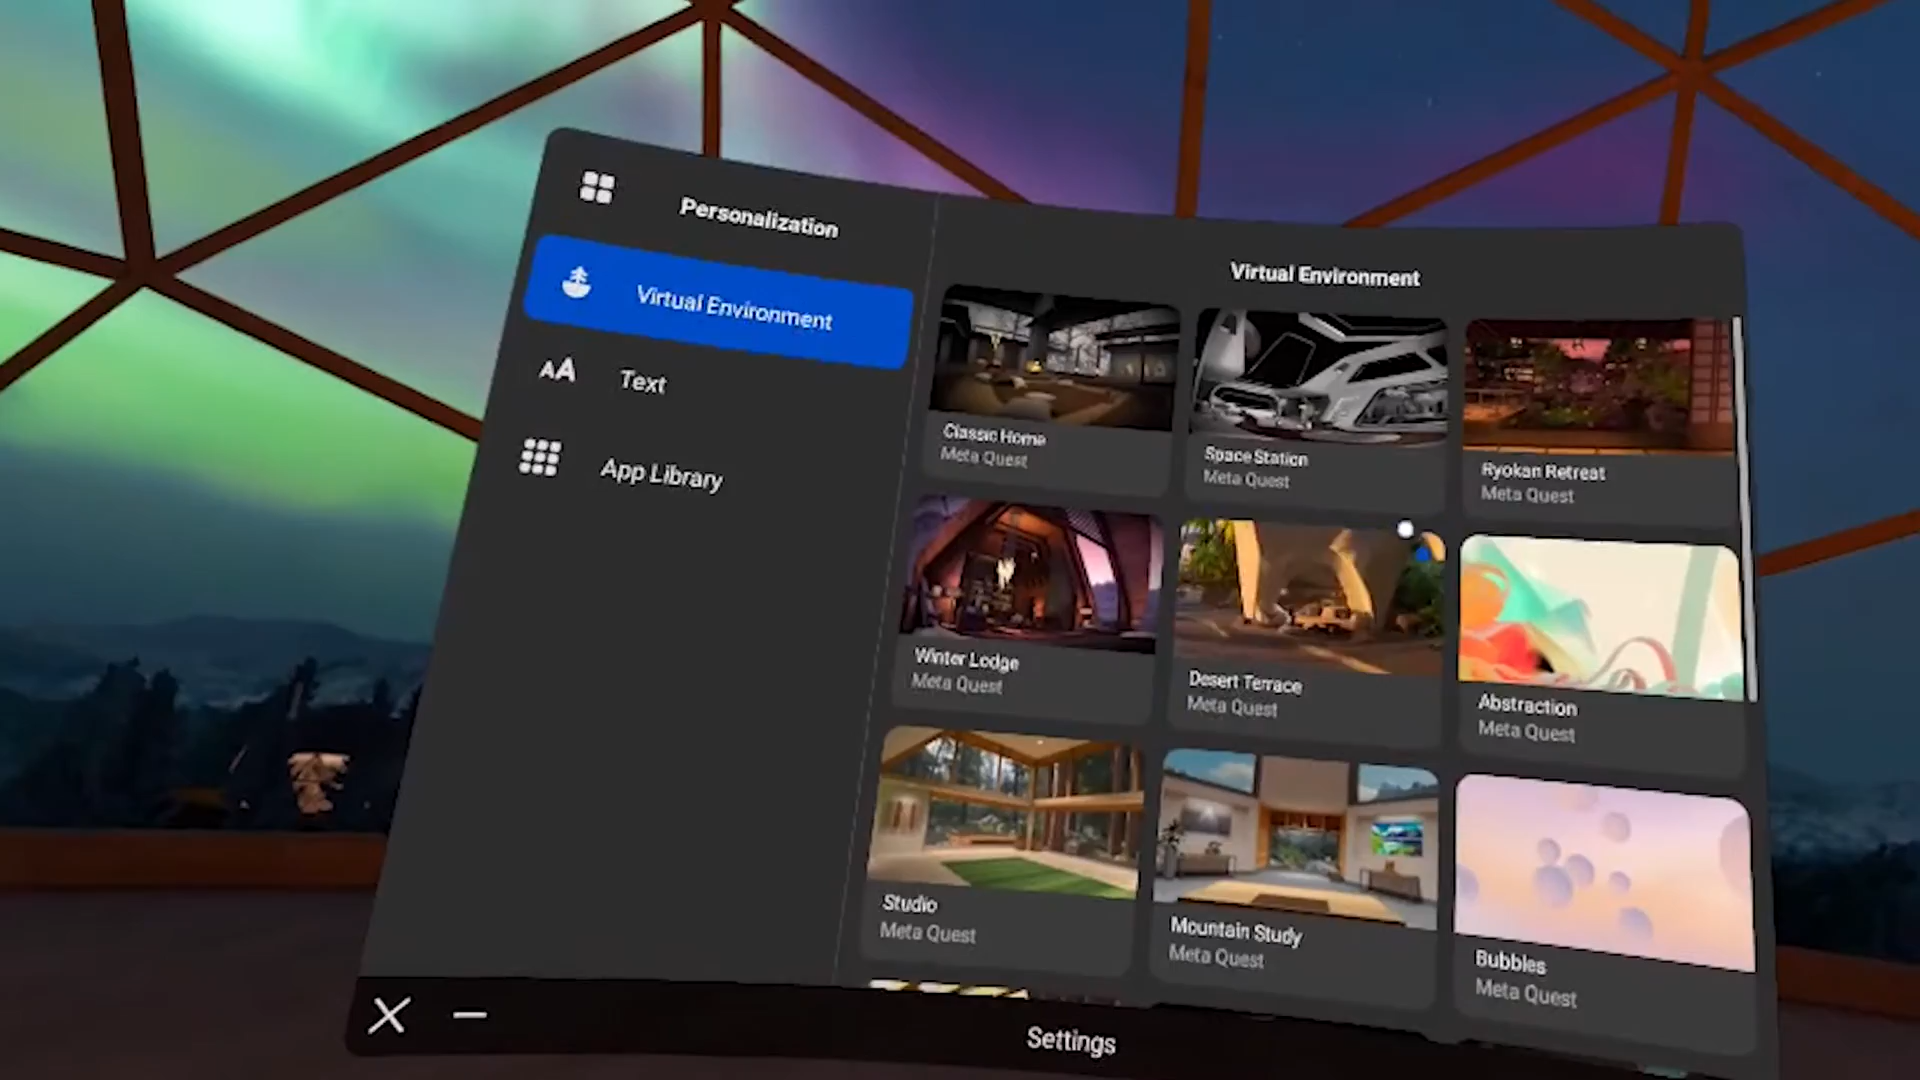 Personalization
Virtual Environment
AA Text
App Library
Virtual Environment
Classic Home
Meta Quest
Space Station
Meta Quest
Ryokan Retreat
Meta Quest
Winter Lodge
Meta Quest
Desert Terrace
Meta Quest
Abstraction
Meta Quest
Studio
Meta Quest
Mountain Study
Meta Quest
Bubbles
Meta Quest
Settings